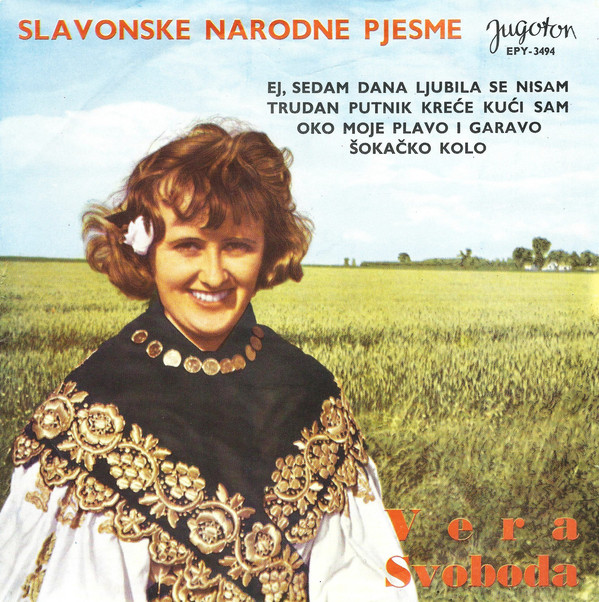 SLAVONSKE NARODNE PJESME
Jugoton
EPY-3494
EJ, SEDAM DANA LJUBILA SE NISAM
TRUDAN PUTNIK KREĆE KUĆI SAM
OKO MOJE PLAVO I GARAVO
ŠOKAČKO KOLO
Vera
Svoboda